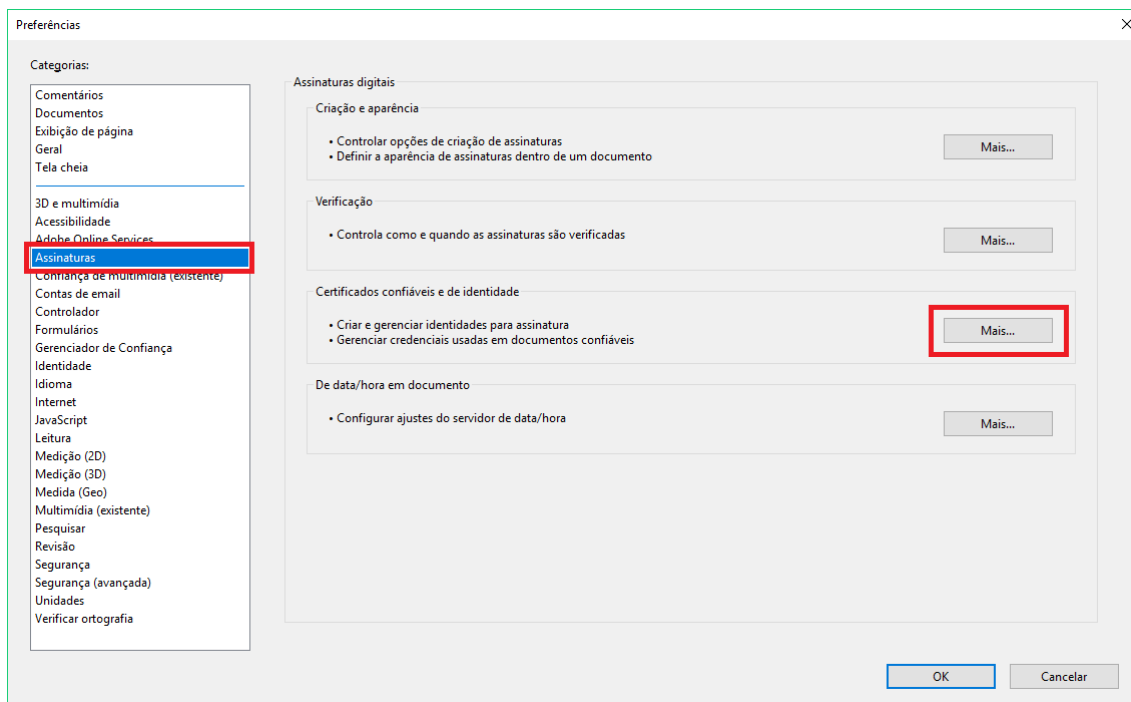 Preferências
Categorias:
Comentários
Documentos
Exibição de página
Geral
Tela cheia
3D e multimídia
Acessibilidade
Adobe Online Services
Assinaturas
Confiança de multimídia (existente)
Contas de email
Controlador
Formulários
Gerenciador de Confiança
Identidade
Idioma
Internet
JavaScript
Leitura
Medição (2D)
Medição (3D)
Medida (Geo)
Multimídia (existente)
Pesquisar
Revisão
Segurança
Segurança (avançada)
Unidades
Verificar ortografia
Assinaturas digitais
Criação e aparência
• Controlar opções de criação de assinaturas
• Definir a aparência de assinaturas dentro de um documento
Mais...
Verificação
• Controla como e quando as assinaturas são verificadas
Mais...
Certificados confiáveis e de identidade
• Criar e gerenciar identidades para assinatura
• Gerenciar credenciais usadas em documentos confiáveis
Mais...
De data/hora em documento
• Configurar ajustes do servidor de data/hora
Mais...
OK
Cancelar